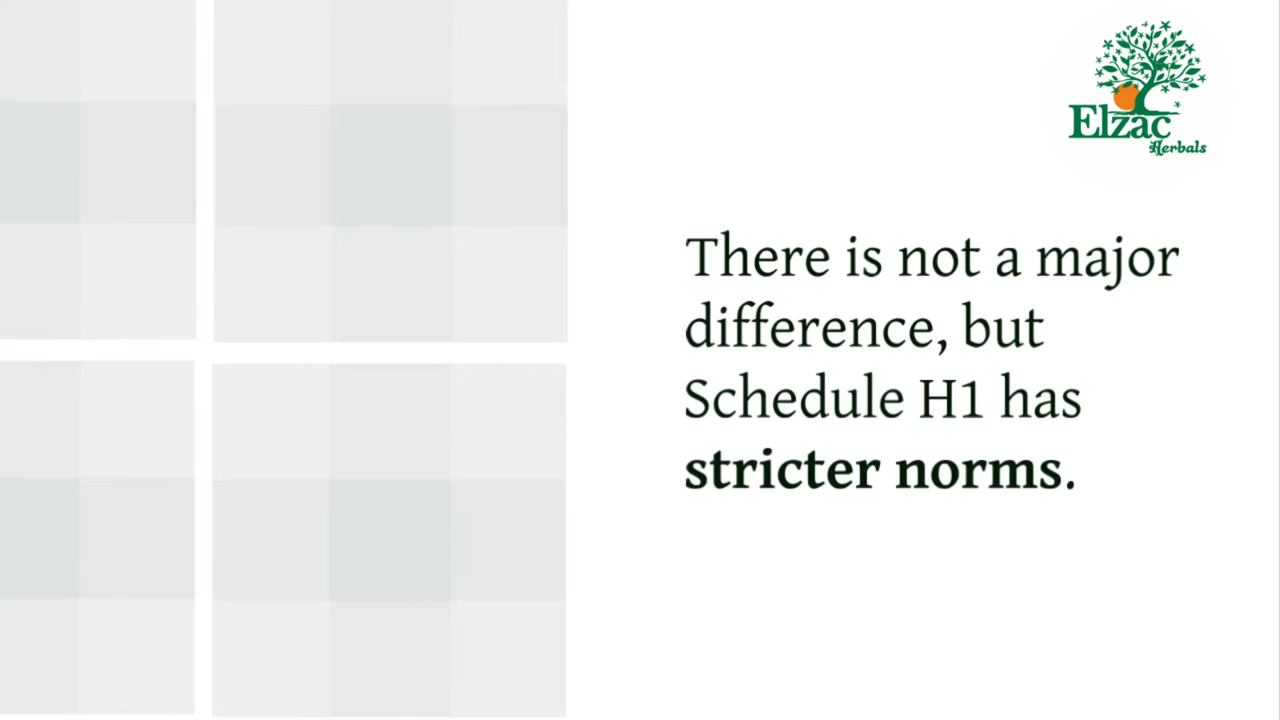 Elzac
Herbals
There is not a major
difference, but
Schedule H1 has
stricter norms.